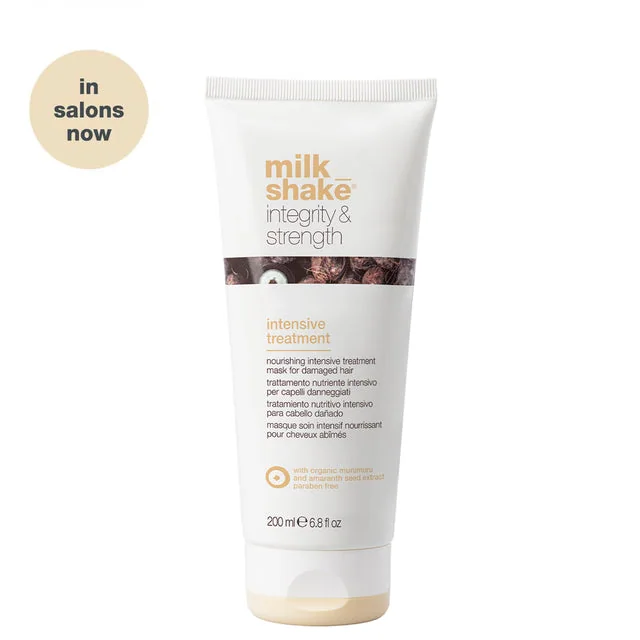 in
salons
now
milk_
shake®
integrity &
strength
intensive
treatment
nourishing intensive treatment
mask for damaged hair
trattamento nutriente intensivo
per capelli danneggiati
tratamiento nutritivo intensivo
para cabello dañado
masque soin intensif nourrissant
pour cheveux abîmés
with organic murumuru
and amaranth seed extract
paraben free
200 ml ℮ 6.8 fl oz